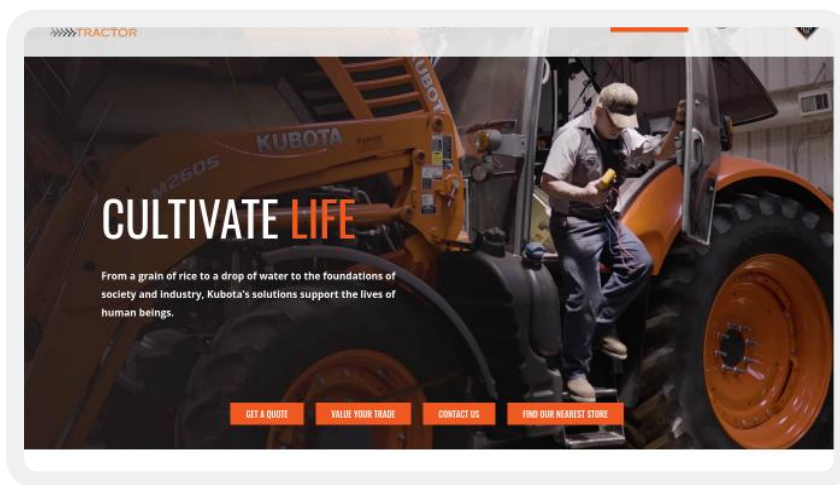 TRACTOR
KUBOTA
KUBOTA
M2605
CULTIVATE LIFE
From a grain of rice to a drop of water to the foundations of
society and industry, Kubota's solutions support the lives of
human beings.
GET A QUOTE
VALUE YOUR TRADE
CONTACT US
FIND OUR NEAREST STORE